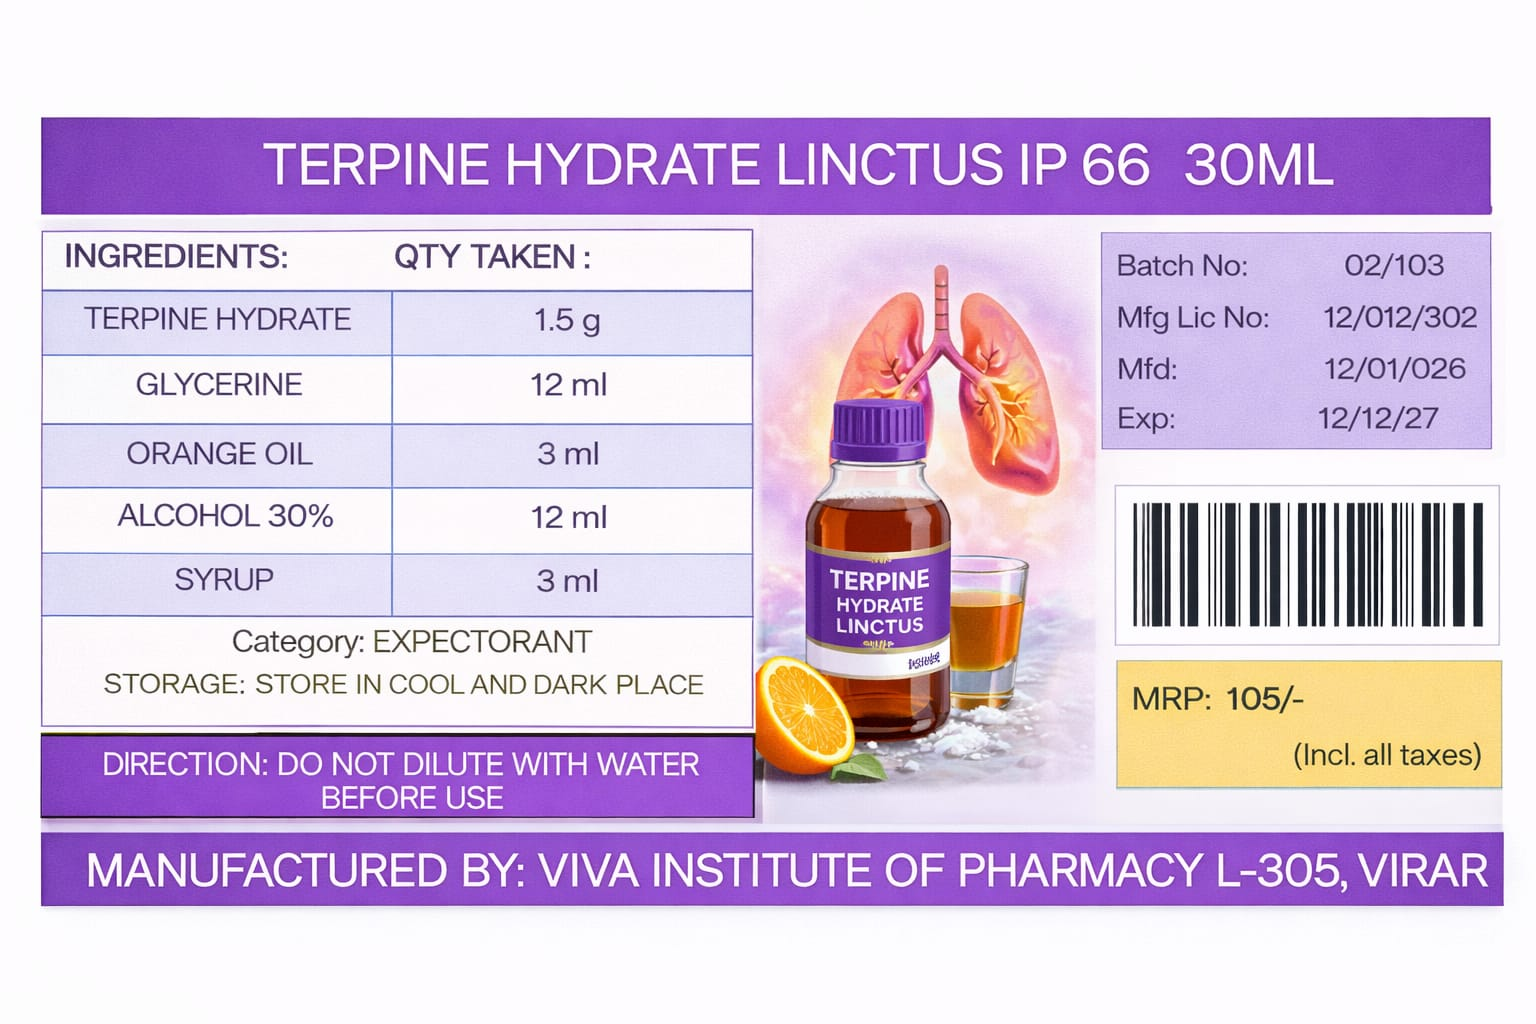 TERPINE HYDRATE LINCTUS IP 66 30ML
INGREDIENTS: QTY TAKEN :
TERPINE HYDRATE 1.5 g
GLYCERINE 12 ml
ORANGE OIL 3 ml
ALCOHOL 30% 12 ml
SYRUP 3 ml
Category: EXPECTORANT
STORAGE: STORE IN COOL AND DARK PLACE
DIRECTION: DO NOT DILUTE WITH WATER
BEFORE USE
TERPINE
HYDRATE
LINCTUS
Batch No: 02/103
Mfg Lic No: 12/012/302
Mfd: 12/01/026
Exp: 12/12/27
MRP: 105/-
(Incl. all taxes)
MANUFACTURED BY: VIVA INSTITUTE OF PHARMACY L-305, VIRAR